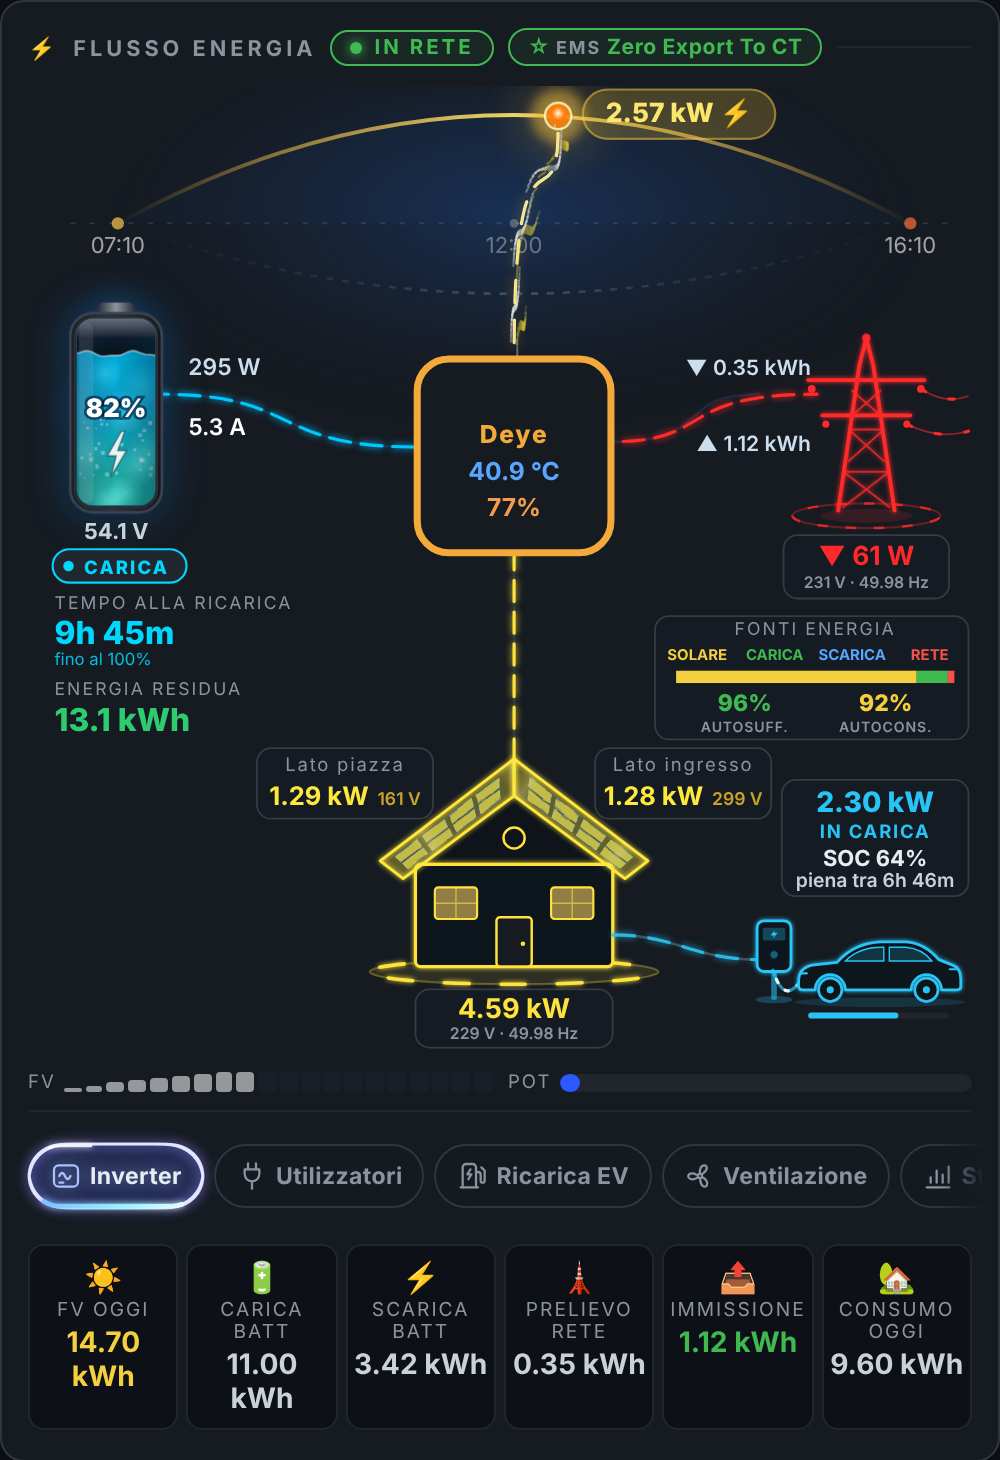 ⚡ FLUSSO ENERGIA
IN RETE
☆ EMS Zero Export To CT
2.57 kW ⚡
07:10
12:00
16:10
295 W
5.3 A
82%
54.1 V
CARICA
TEMPO ALLA RICARICA
9h 45m
fino al 100%
ENERGIA RESIDUA
13.1 kWh
Deye
40.9 °C
77%
▼ 0.35 kWh
▲ 1.12 kWh
▼ 61 W
231 V · 49.98 Hz
FONTI ENERGIA
SOLARE CARICA SCARICA RETE
96% 92%
AUTOSUFF. AUTOCONS.
Lato piazza
1.29 kW 161 V
Lato ingresso
1.28 kW 299 V
2.30 kW
IN CARICA
SOC 64%
piena tra 6h 46m
4.59 kW
229 V · 49.98 Hz
FV
POT
Inverter
Utilizzatori
Ricarica EV
Ventilazione
FV OGGI
14.70
kWh
CARICA
BATT
11.00
kWh
SCARICA
BATT
3.42 kWh
PRELIEVO
RETE
0.35 kWh
IMMISSIONE
1.12 kWh
CONSUMO
OGGI
9.60 kWh